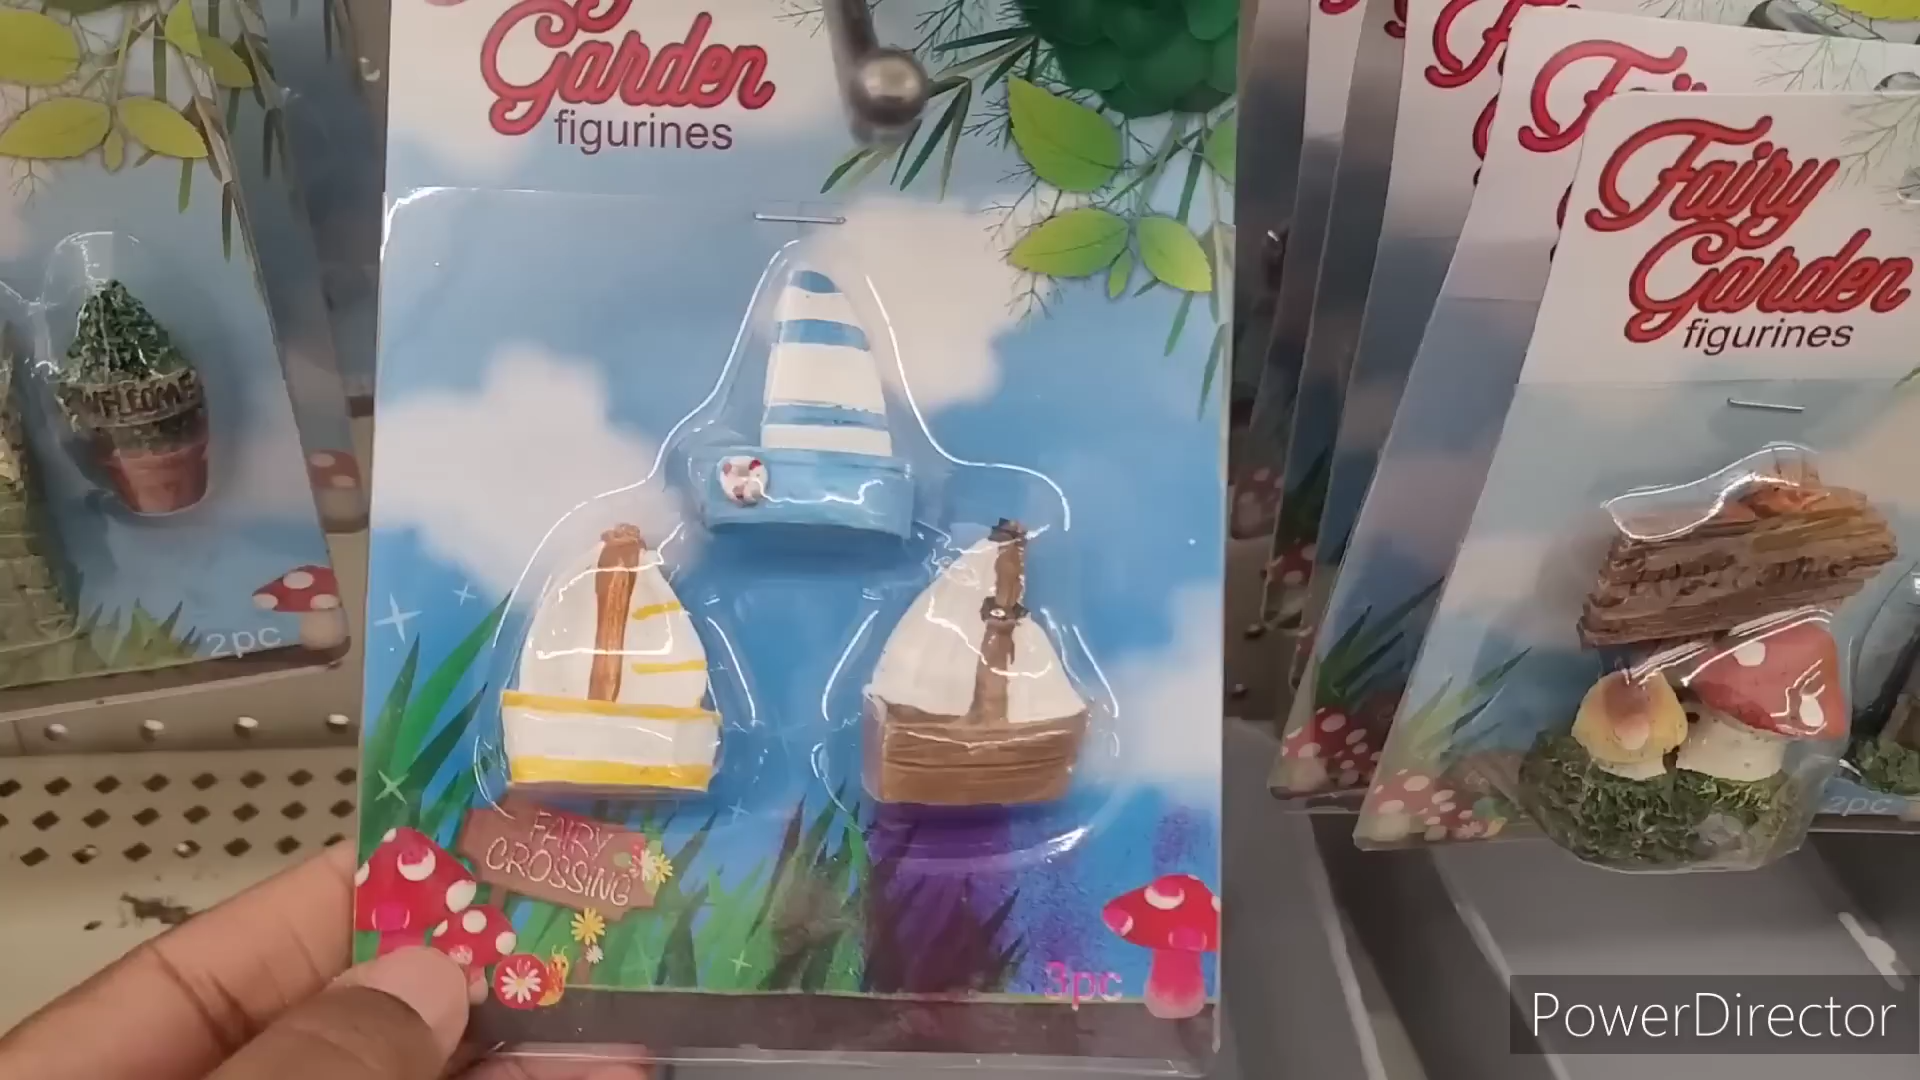 Garden
figurines
WELCOME
2pc
FAIRY
CROSSING
3pc
Fairy
Garden
figurines
2pc
PowerDirector